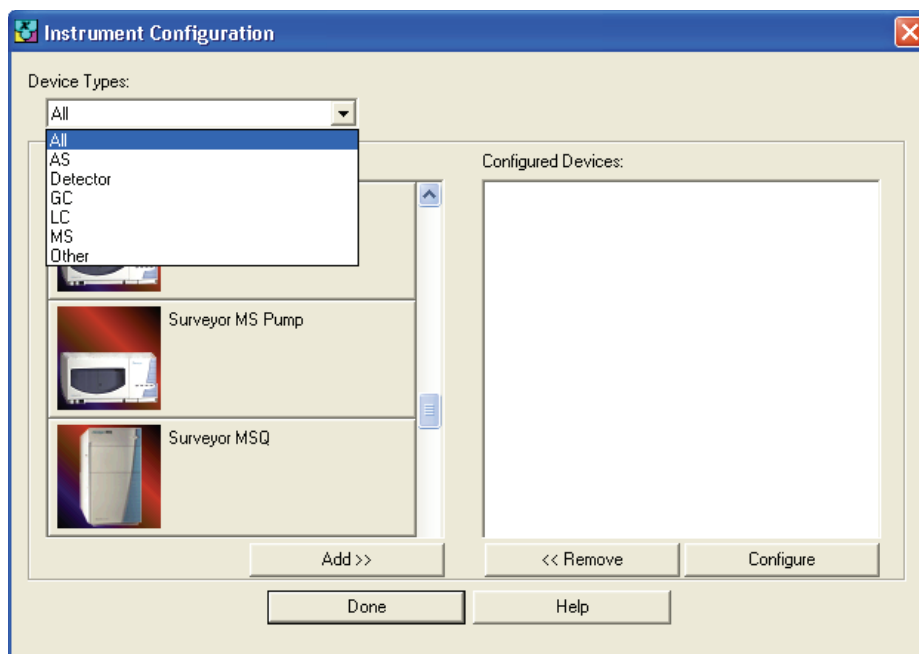 Instrument Configuration
Device Types:
All
All
AS
Detector
GC
LC
MS
Other
Configured Devices:
Surveyor MS Pump
Surveyor MSQ
Add >>
<< Remove
Configure
Done
Help